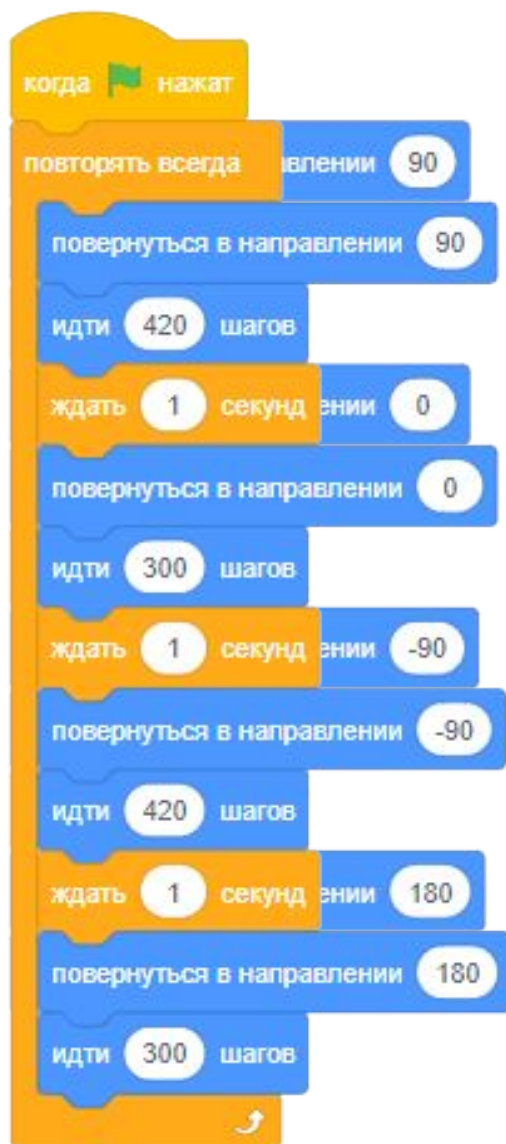 когда нажат
повторять всегда влении 90
повернуться в направлении 90
идти 420 шагов
ждать 1 секунд ении 0
повернуться в направлении 0
идти 300 шагов
ждать 1 секунд ении -90
повернуться в направлении -90
идти 420 шагов
ждать 1 секунд ении 180
повернуться в направлении 180
идти 300 шагов